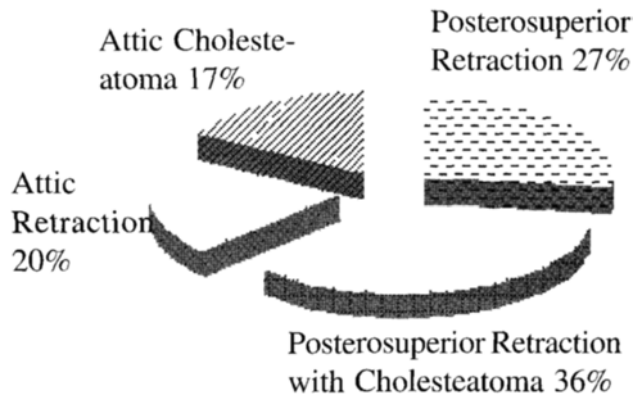 Attic Choleste-
atoma 17%
Posterosuperior
Retraction 27%
Attic
Retraction
20%
Posterosuperior Retraction
with Cholesteatoma 36%